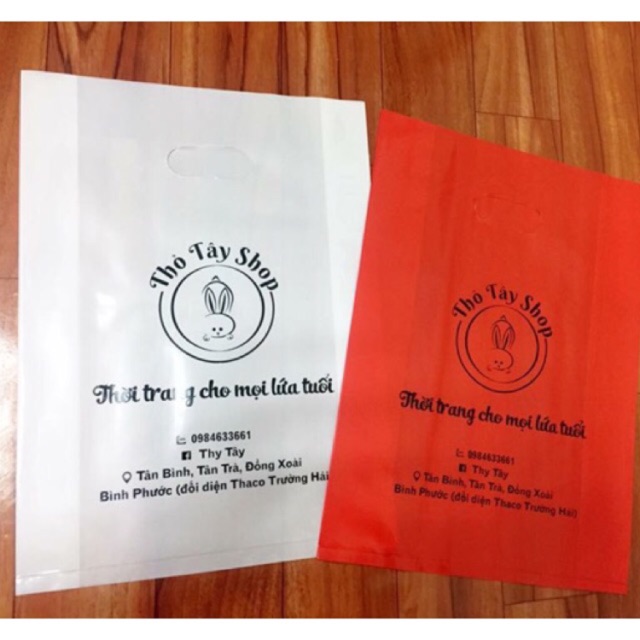 Thỏ Tây Shop
Thời trang cho mọi lứa tuổi
0984633661
Thy Tây
Tân Bình, Tân Trà, Đồng Xoài
Bình Phước (đối diện Thaco Trường Hải)
Thỏ Tây Shop
Thời trang cho mọi lứa tuổi
0984633661
Thy Tây
Tân Bình, Tân Trà, Đồng Xoài
Bình Phước (đối diện Thaco Trường Hải)